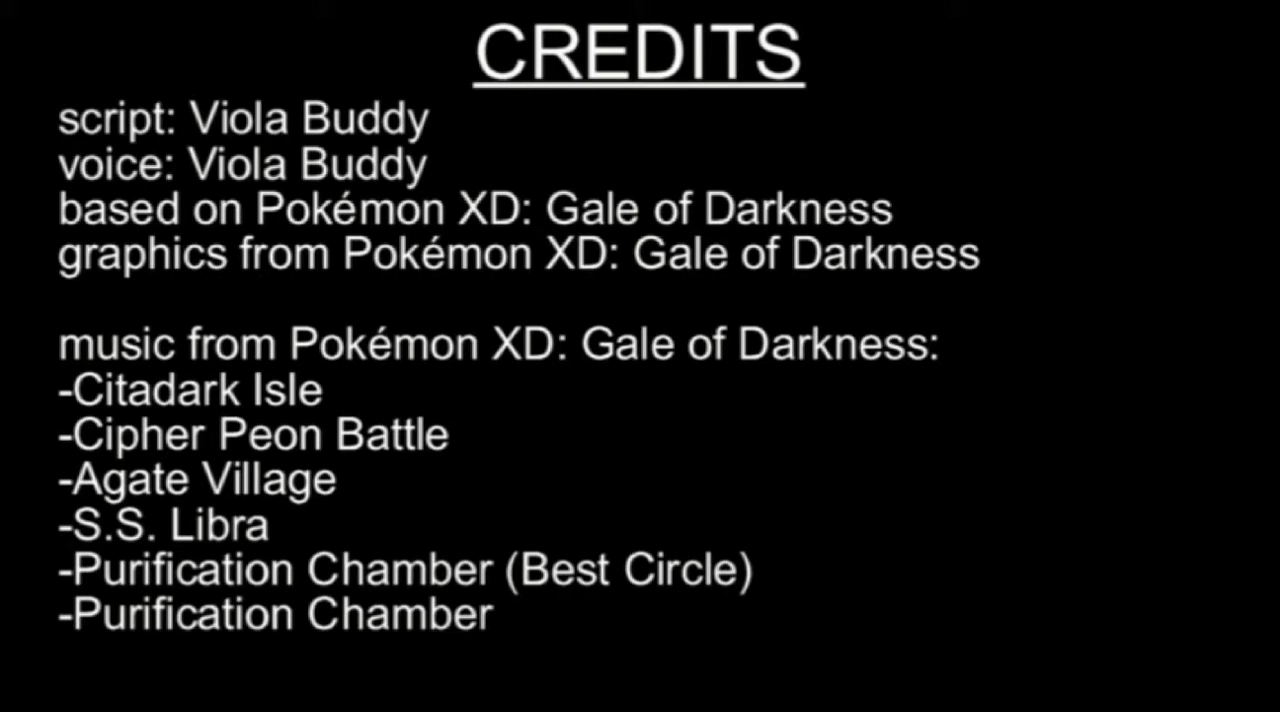 CREDITS
script: Viola Buddy
voice: Viola Buddy
based on Pokémon XD: Gale of Darkness
graphics from Pokémon XD: Gale of Darkness
music from Pokémon XD: Gale of Darkness:
-Citadark Isle
-Cipher Peon Battle
-Agate Village
-S.S. Libra
-Purification Chamber (Best Circle)
-Purification Chamber